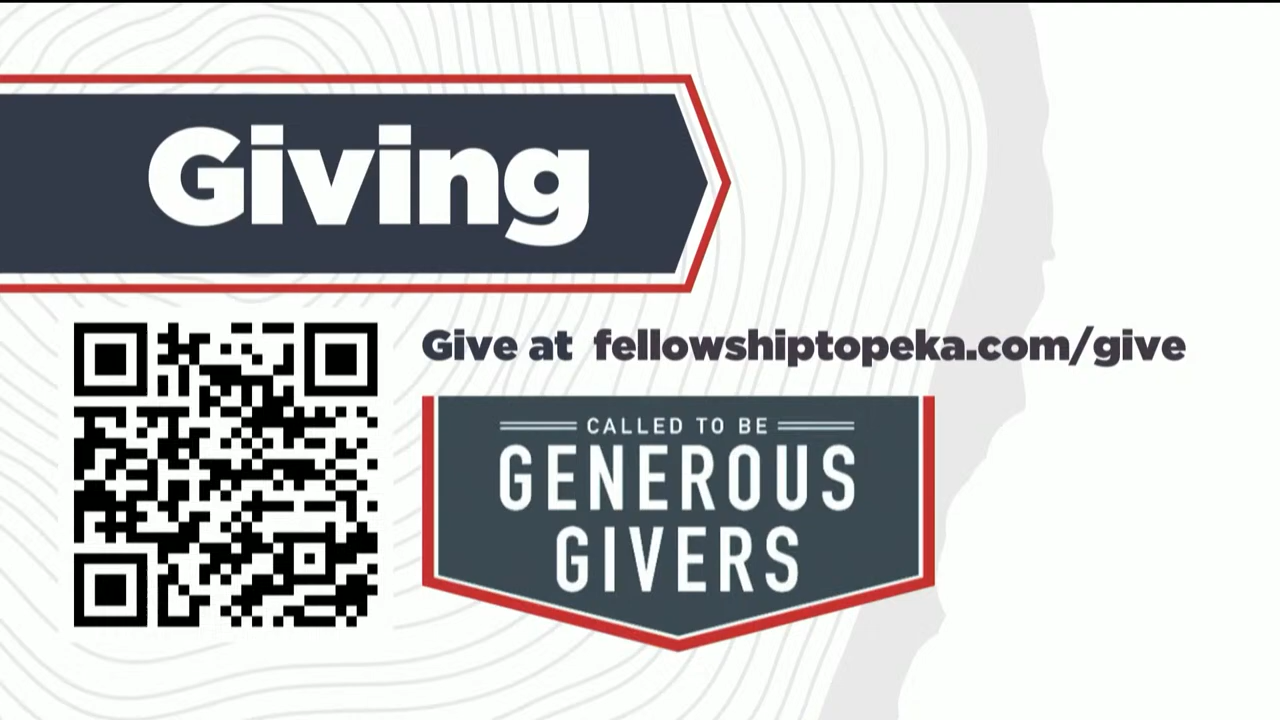 Giving
Give at fellowshiptopeka.com/give
CALLED TO BE
GENEROUS
GIVERS